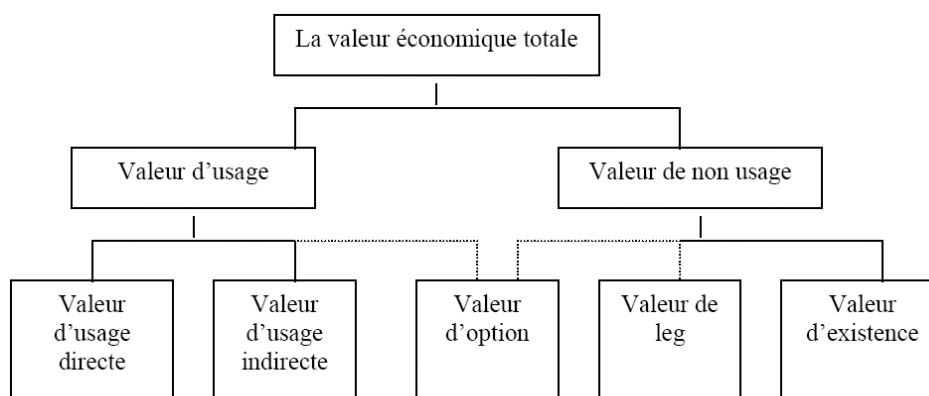 La valeur économique totale
Valeur d’usage
Valeur de non usage
Valeur
d’usage
directe
Valeur
d’usage
indirecte
Valeur
d’option
Valeur de
leg
Valeur
d’existence